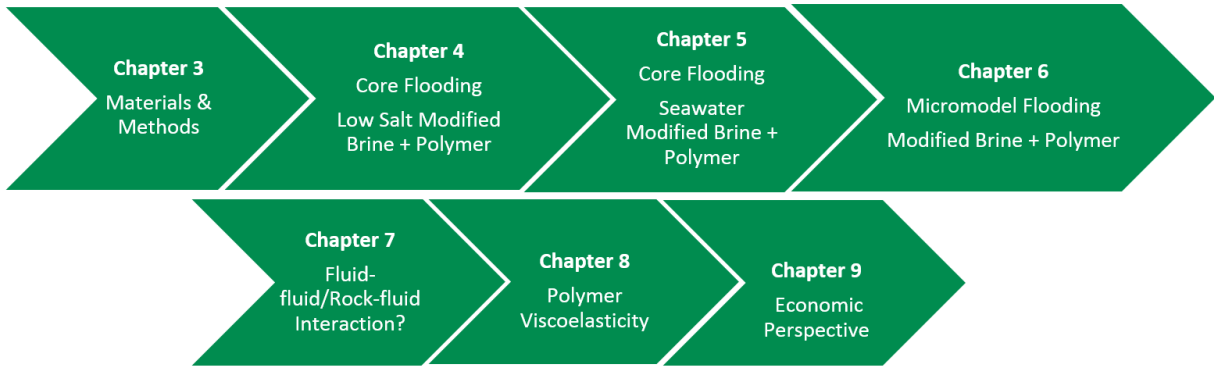 Chapter 3
Materials &
Methods
Chapter 4
Core Flooding
Low Salt Modified
Brine + Polymer
Chapter 5
Core Flooding
Seawater
Modified Brine +
Polymer
Chapter 6
Micromodel Flooding
Modified Brine + Polymer
Chapter 7
Fluid-
fluid/Rock-fluid
Interaction?
Chapter 8
Polymer
Viscoelasticity
Chapter 9
Economic
Perspective